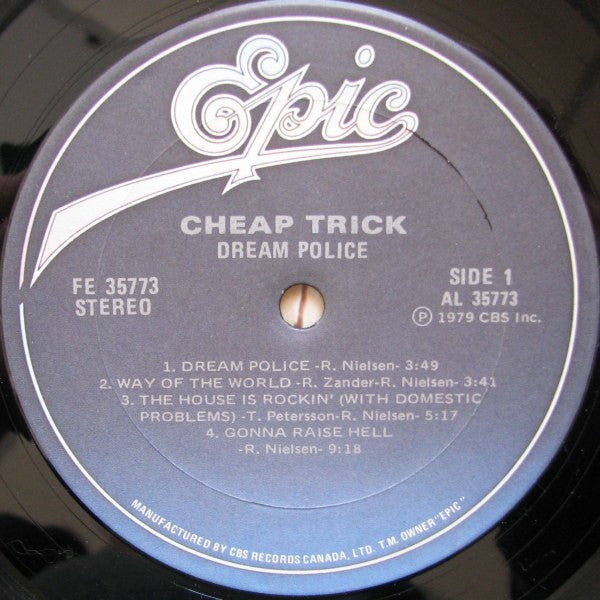 Epic
CHEAP TRICK
DREAM POLICE
FE 35773
STEREO
SIDE 1
AL 35773
Ⓟ 1979 CBS Inc.
1. DREAM POLICE -R. Nielsen- 3:49
2. WAY OF THE WORLD -R. Zander-R. Nielsen- 3:41
3. THE HOUSE IS ROCKIN' (WITH DOMESTIC
PROBLEMS) -T. Petersson-R. Nielsen- 5:17
4. GONNA RAISE HELL
-R. Nielsen- 9:18
MANUFACTURED BY CBS RECORDS CANADA, LTD. T.M. OWNER "EPIC"